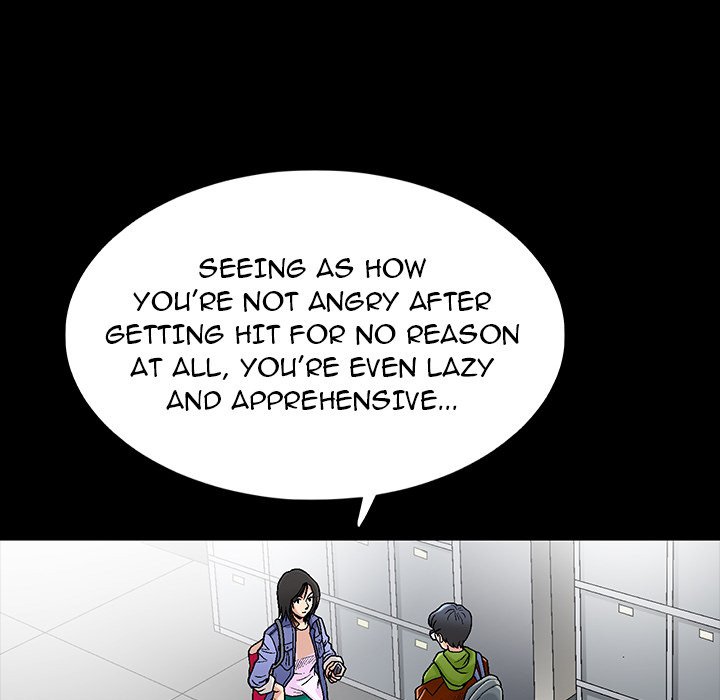 SEEING AS HOW
YOU'RE NOT ANGRY AFTER
GETTING HIT FOR NO REASON
AT ALL, YOU'RE EVEN LAZY
AND APPREHENSIVE...